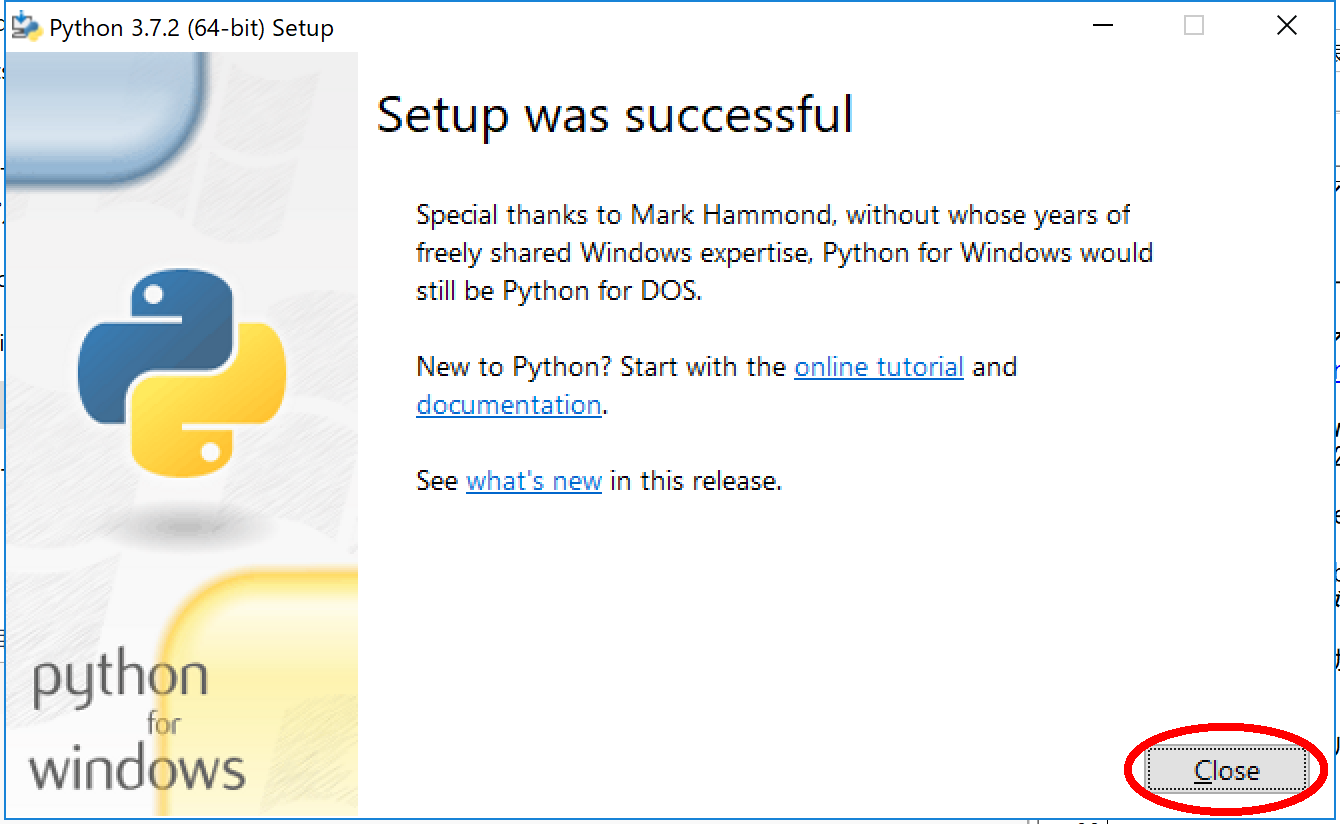 Python 3.7.2 (64-bit) Setup
Setup was successful
Special thanks to Mark Hammond, without whose years of
freely shared Windows expertise, Python for Windows would
still be Python for DOS.
New to Python? Start with the online tutorial and
documentation.
See what's new in this release.
python
for
windows
Close